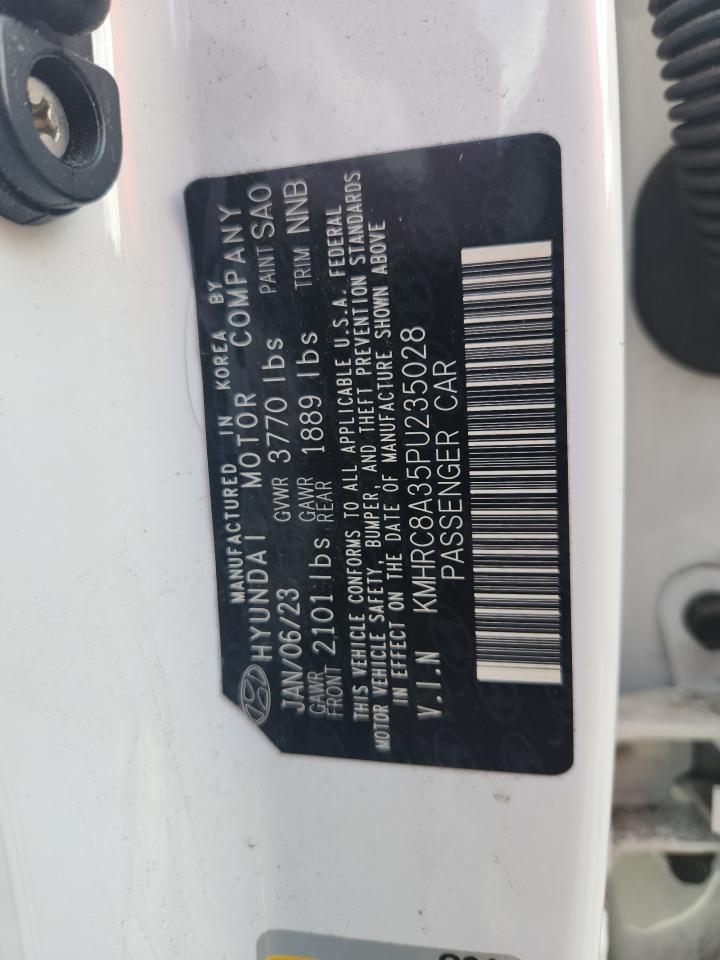 MANUFACTURED IN KOREA BY
HYUNDAI MOTOR COMPANY
JAN/06/23 GVWR 3770 lbs PAINT SAO
GAWR FRONT 2101 lbs GAWR REAR 1889 lbs TRIM NNB
THIS VEHICLE CONFORMS TO ALL APPLICABLE U.S.A. FEDERAL
MOTOR VEHICLE SAFETY, BUMPER, AND THEFT PREVENTION STANDARDS
IN EFFECT ON THE DATE OF MANUFACTURE SHOWN ABOVE
V.I.N KMHRC8A35PU235028
PASSENGER CAR